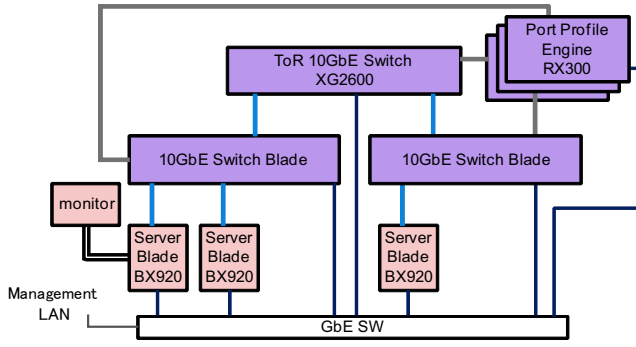 Port Profile
Engine
RX300
ToR 10GbE Switch
XG2600
10GbE Switch Blade
10GbE Switch Blade
monitor
Server
Blade
BX920
Server
Blade
BX920
Server
Blade
BX920
Management
LAN
GbE SW